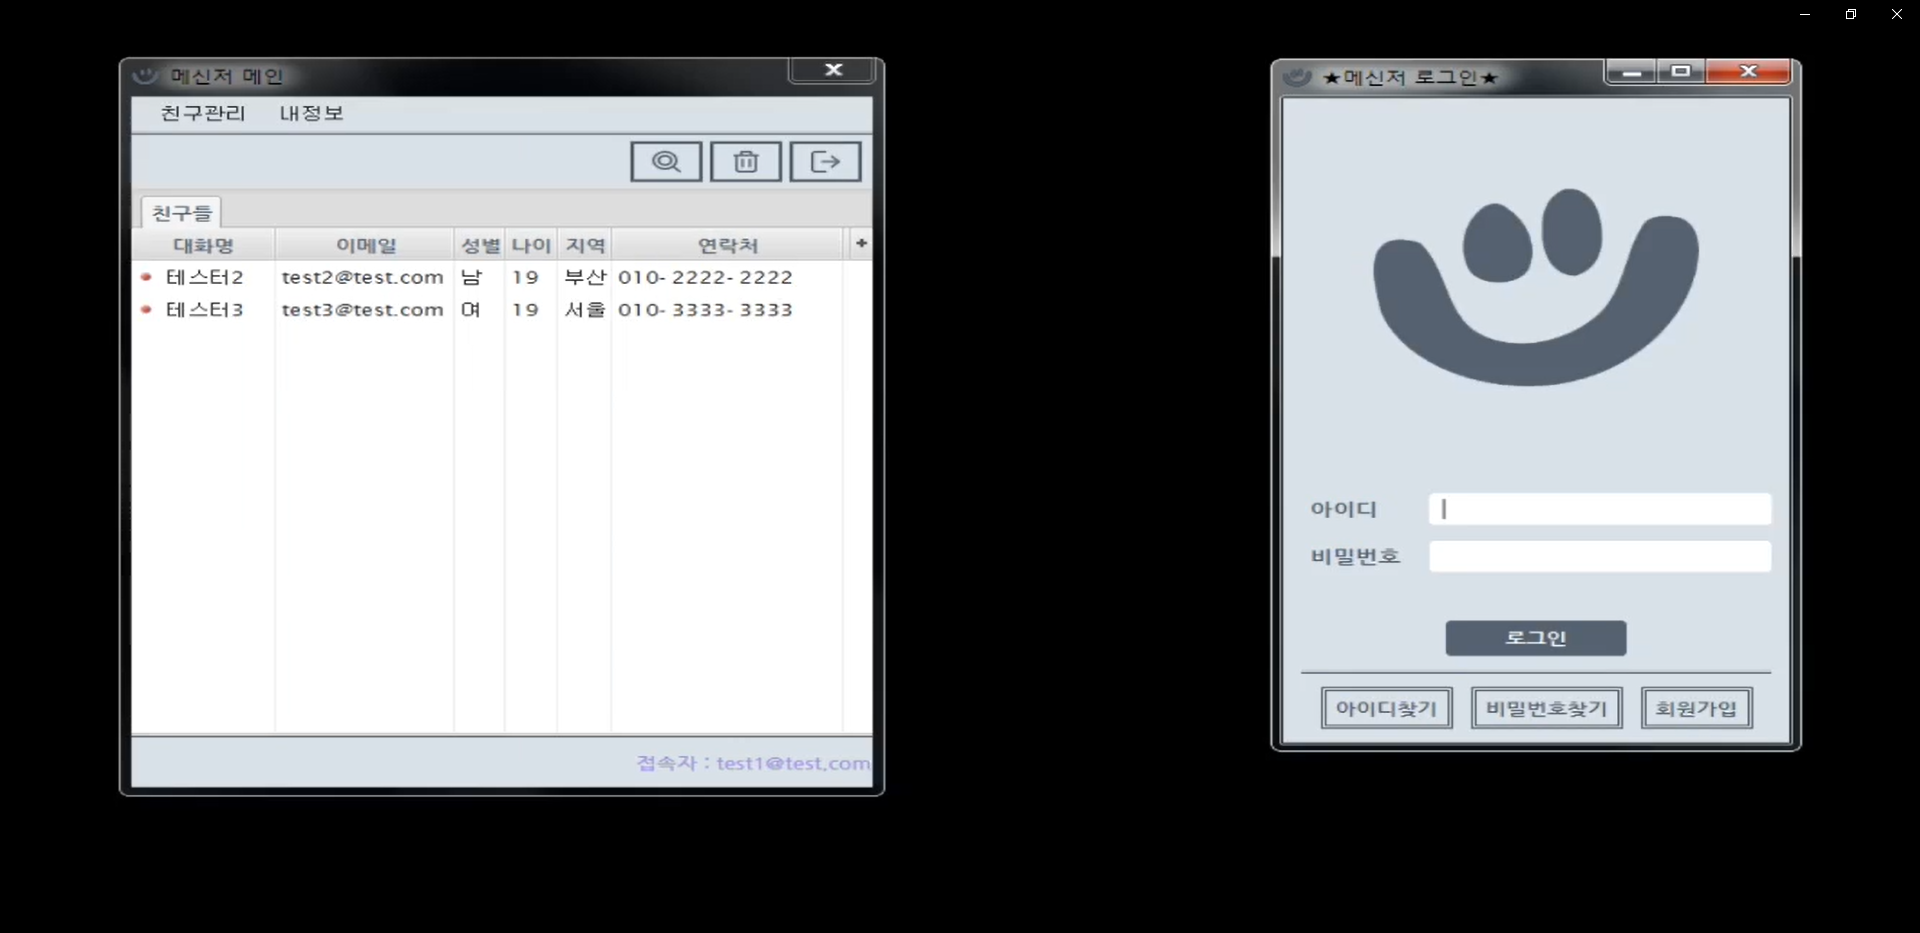 메신저 메인
친구관리 내정보
친구들
대화명 이메일 성별 나이 지역 연락처 +
테스터2 test2@test.com 남 19 부산 010- 2222- 2222
테스터3 test3@test.com 여 19 서울 010- 3333- 3333
접속자 : test1@test.com
★메신저 로그인★
아이디
비밀번호
로그인
아이디찾기 비밀번호찾기 회원가입